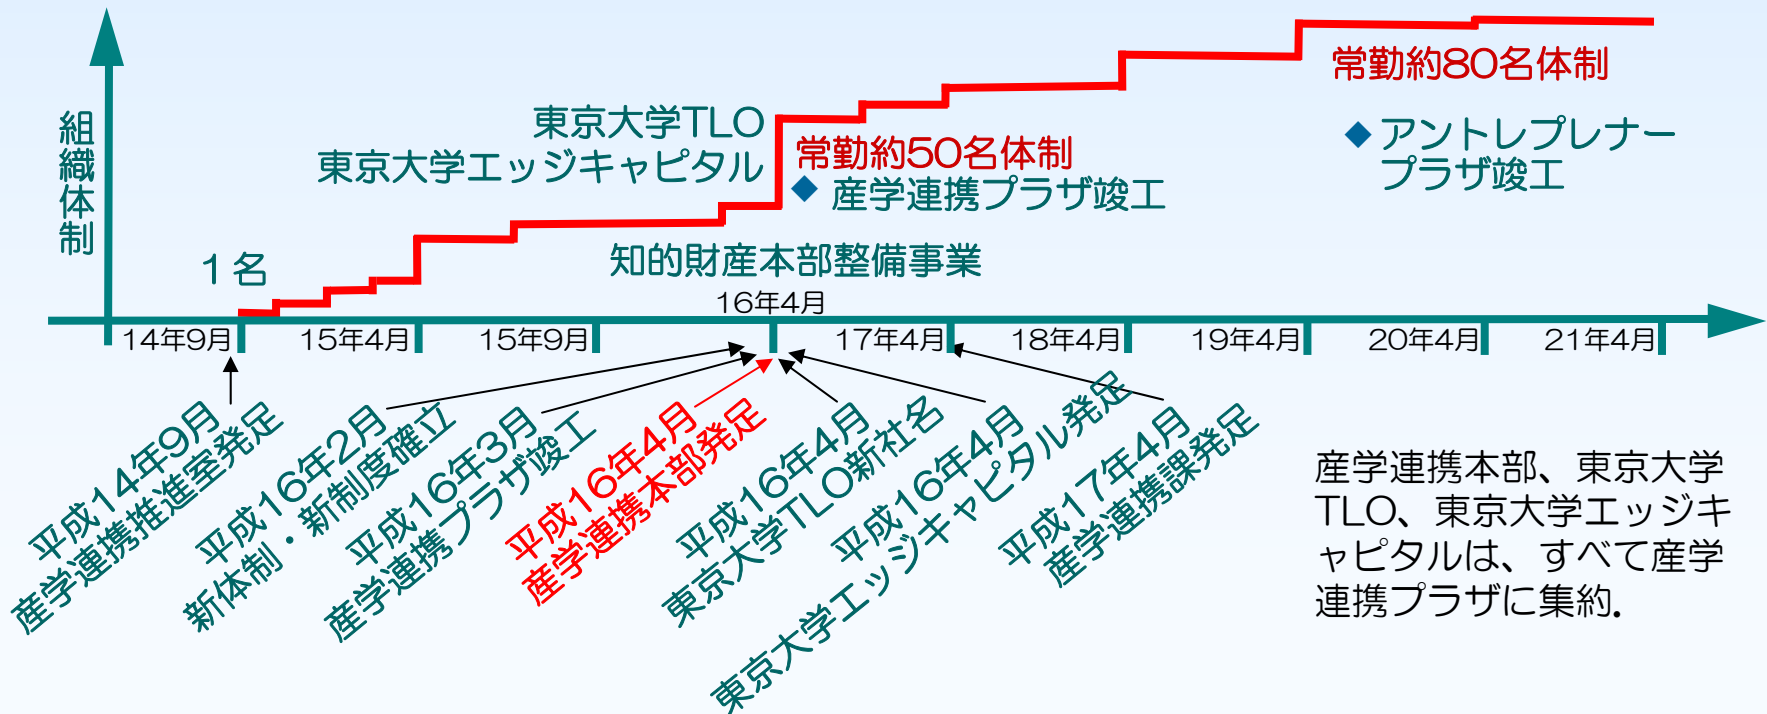 組織体制
1名
東京大学TLO
東京大学エッジキャピタル
常勤約50名体制
◆ 産学連携プラザ竣工
知的財産本部整備事業
常勤約80名体制
◆ アントレプレナー
プラザ竣工
14年9月
15年4月
15年9月
16年4月
17年4月
18年4月
19年4月
20年4月
21年4月
平成14年9月
産学連携推進室発足
平成16年2月
新体制・新制度確立
平成16年3月
産学連携プラザ竣工
平成16年4月
産学連携本部発足
平成16年4月
東京大学TLO新社名
平成16年4月
東京大学エッジキャピタル発足
平成17年4月
産学連携課発足
産学連携本部、東京大学
TLO、東京大学エッジキ
ャピタルは、すべて産学
連携プラザに集約.